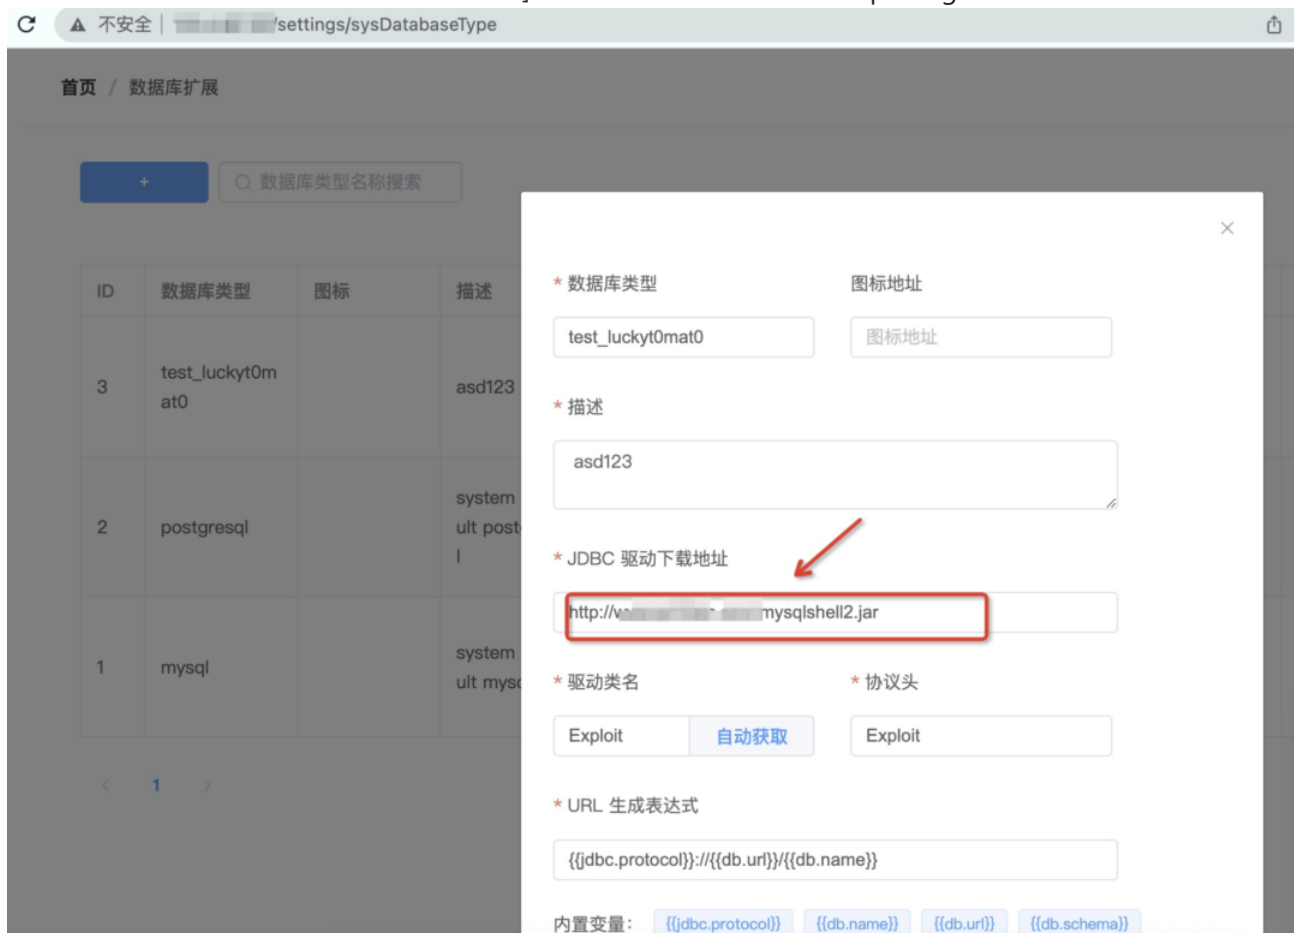 不安全 | /settings/sysDatabaseType
首页 / 数据库扩展
+ 数据库类型名称搜索
ID 数据库类型 图标 描述
3 test_luckyt0m
at0 asd123
2 postgresql system
ult post
l
1 mysql system
ult mys
×
* 数据库类型 图标地址
test_luckyt0mat0 图标地址
* 描述
asd123
* JDBC 驱动下载地址
http:// mysqlshell2.jar
* 驱动类名 * 协议头
Exploit 自动获取 Exploit
* URL 生成表达式
{{jdbc.protocol}}://{{db.url}}/{{db.name}}
内置变量： {{jdbc.protocol}} {{db.name}} {{db.url}} {{db.schema}}
< 1 >